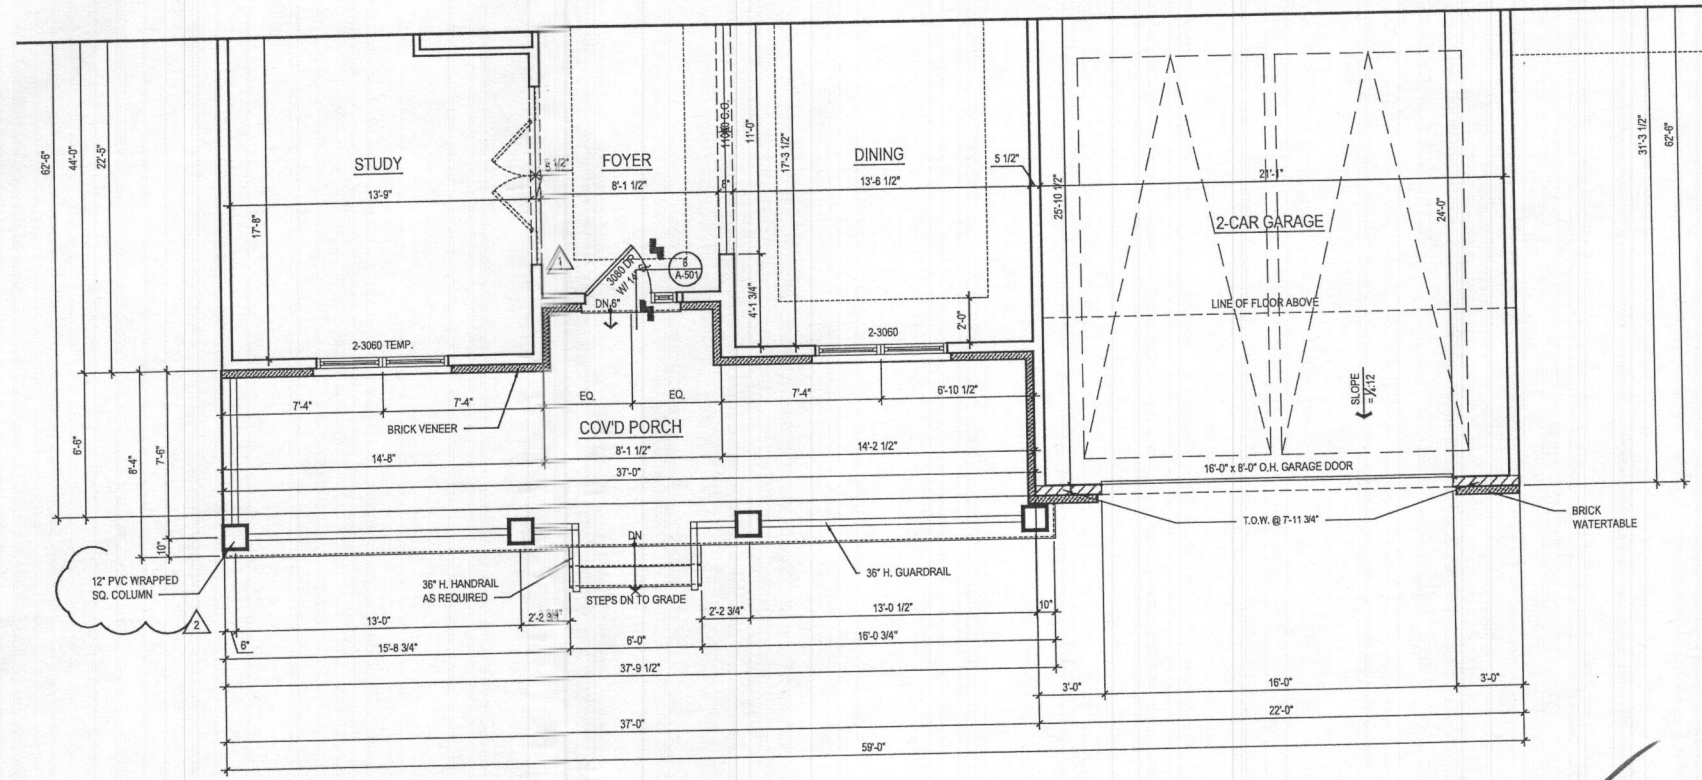 STUDY
13'-9"
17'-8"
62'-6"
44'-0"
22'-5"
FOYER
8'-1 1/2"
5 1/2"
8"
11'-0"
DINING
13'-6 1/2"
17'-3 1/2"
5 1/2"
25'-10 1/2"
21'-1"
2-CAR GARAGE
24'-0"
31'-3 1/2"
62'-6"
1
3080 DR
8
A-501
DN 6"
4'-1 3/4"
2'-0"
LINE OF FLOOR ABOVE
2-3060 TEMP.
2-3060
SLOPE
7'-4"
7'-4"
EQ.
EQ.
7'-4"
6'-10 1/2"
BRICK VENEER
COV'D PORCH
14'-8"
8'-1 1/2"
14'-2 1/2"
37'-0"
6'-6"
8'-4"
7'-6"
10"
16'-0" x 8'-0" O.H. GARAGE DOOR
T.O.W. @ 7'-11 3/4"
BRICK
WATERTABLE
DN
12" PVC WRAPPED
SQ. COLUMN
2
36" H. HANDRAIL
AS REQUIRED
STEPS DN TO GRADE
36" H. GUARDRAIL
6"
13'-0"
2'-2 3/4"
2'-2 3/4"
13'-0 1/2"
10"
15'-8 3/4"
6'-0"
16'-0 3/4"
37'-9 1/2"
3'-0"
16'-0"
3'-0"
37'-0"
22'-0"
59'-0"